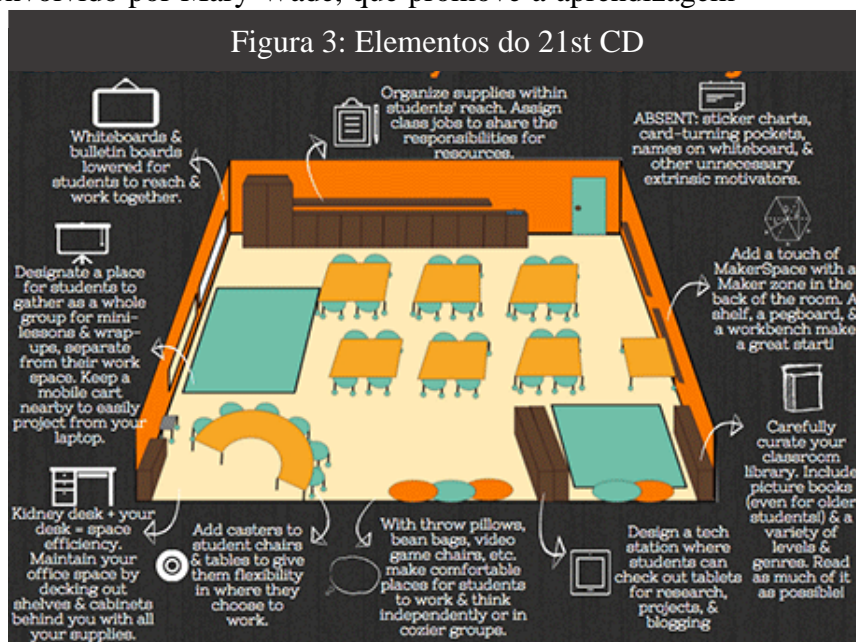 envolvido por Mary Wade, que promove a aprendizagem
Figura 3: Elementos do 21st CD
Whiteboards &
bulletin boards
lowered for
students to reach &
work together.
Organize supplies within
students' reach. Assign
class jobs to share the
responsibilities for
resources.
ABSENT: sticker charts,
card-turning pockets,
names on whiteboard, &
other unnecessary
extrinsic motivators.
Designate a place
for students to
gather as a whole
group for mini-
lessons & wrap-
ups, separate
from their work
space. Keep a
mobile cart
nearby to easily
project from your
laptop.
Add a touch of
MakerSpace with a
Maker zone in the
back of the room. A
shelf, a pegboard, &
a workbench make
a great start!
Carefully
curate your
classroom
library. Include
picture books
(even for older
students!) & a
variety of
levels &
genres. Read
as much of it
as possible!
Kidney desk + your
desk = space
efficiency.
Maintain your
office space by
decking out
shelves & cabinets
behind you with all
your supplies.
Add casters to
student chairs
& tables to give
them flexibility
in where they
choose to
work.
With throw pillows,
bean bags, video
game chairs, etc.
make comfortable
places for students
to work & think
independently or in
cozier groups.
Design a tech
station where
students can
check out tablets
for research,
projects, &
blogging